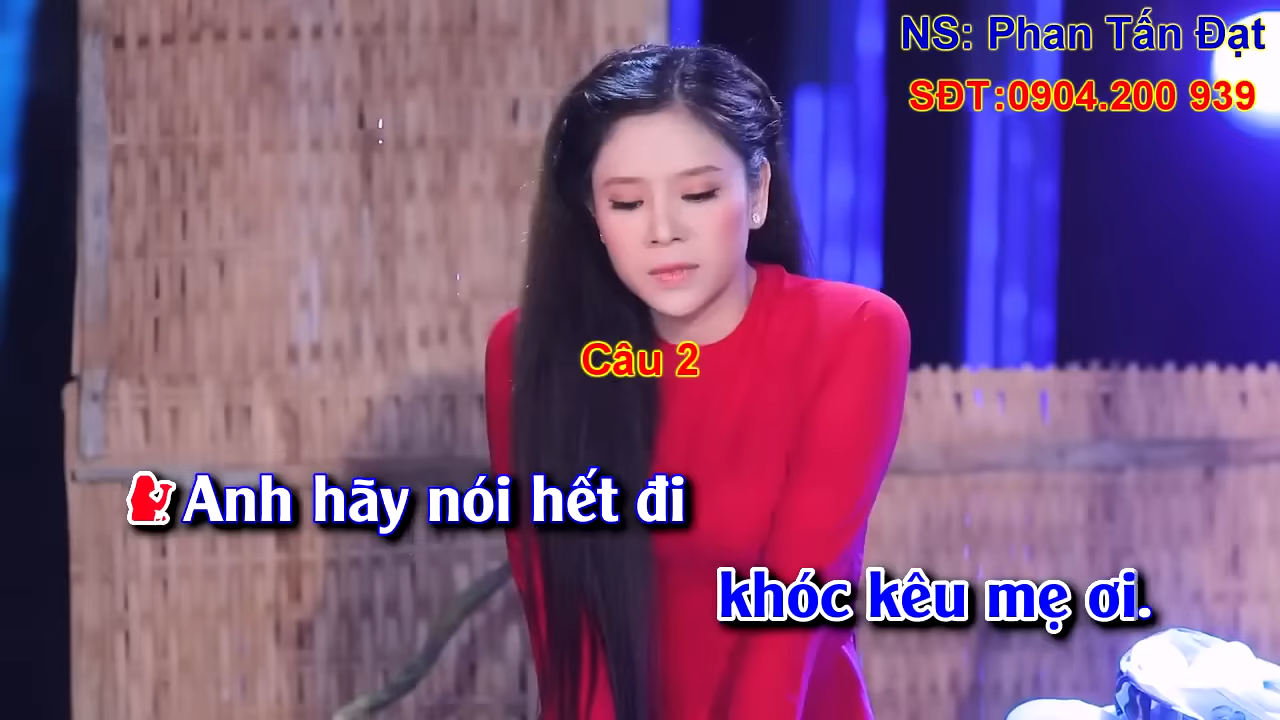 NS: Phan Tấn Đạt
SĐT:0904.200 939
Câu 2
Anh hãy nói hết đi
khóc kêu mẹ ơi.